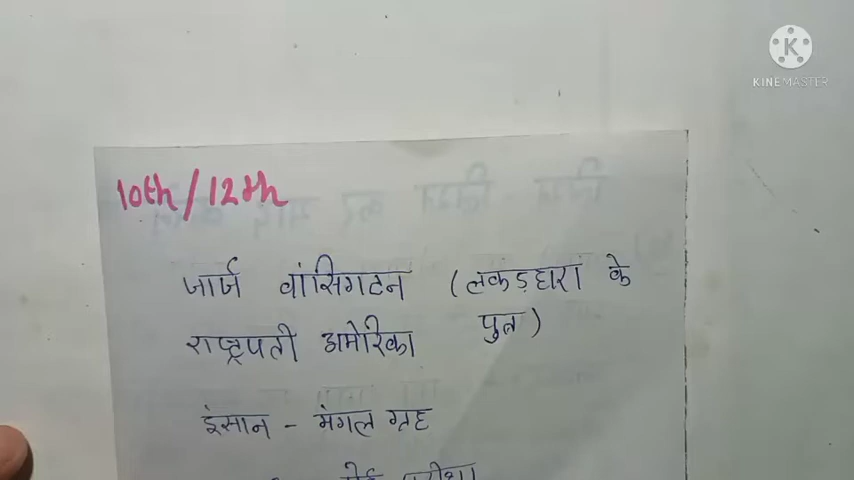 KINEMASTER
10th/12th
जार्ज वांसिगटन (लकड़हारां के
राष्ट्रपती अमेरिका पुत्र)
इंसान - मंगल ग्रह